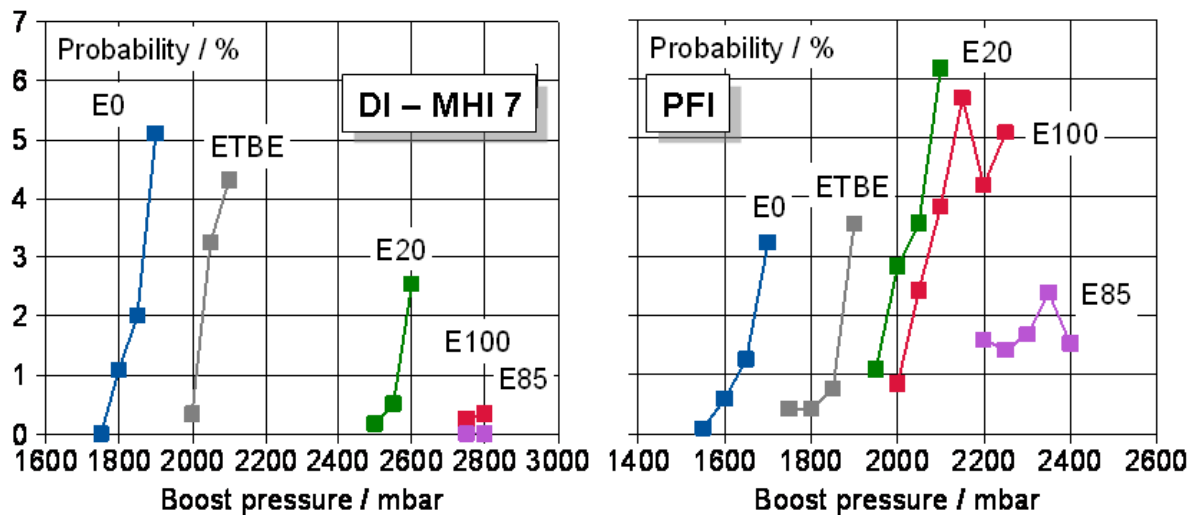 7
6
5
4
3
2
1
0
Probability / %
DI – MHI 7
E0
ETBE
E20
E100
E85
1600 1800 2000 2200 2400 2600 2800 3000
Boost pressure / mbar
Probability / %
PFI
E20
E100
ETBE
E0
E85
1400 1600 1800 2000 2200 2400 2600
Boost pressure / mbar